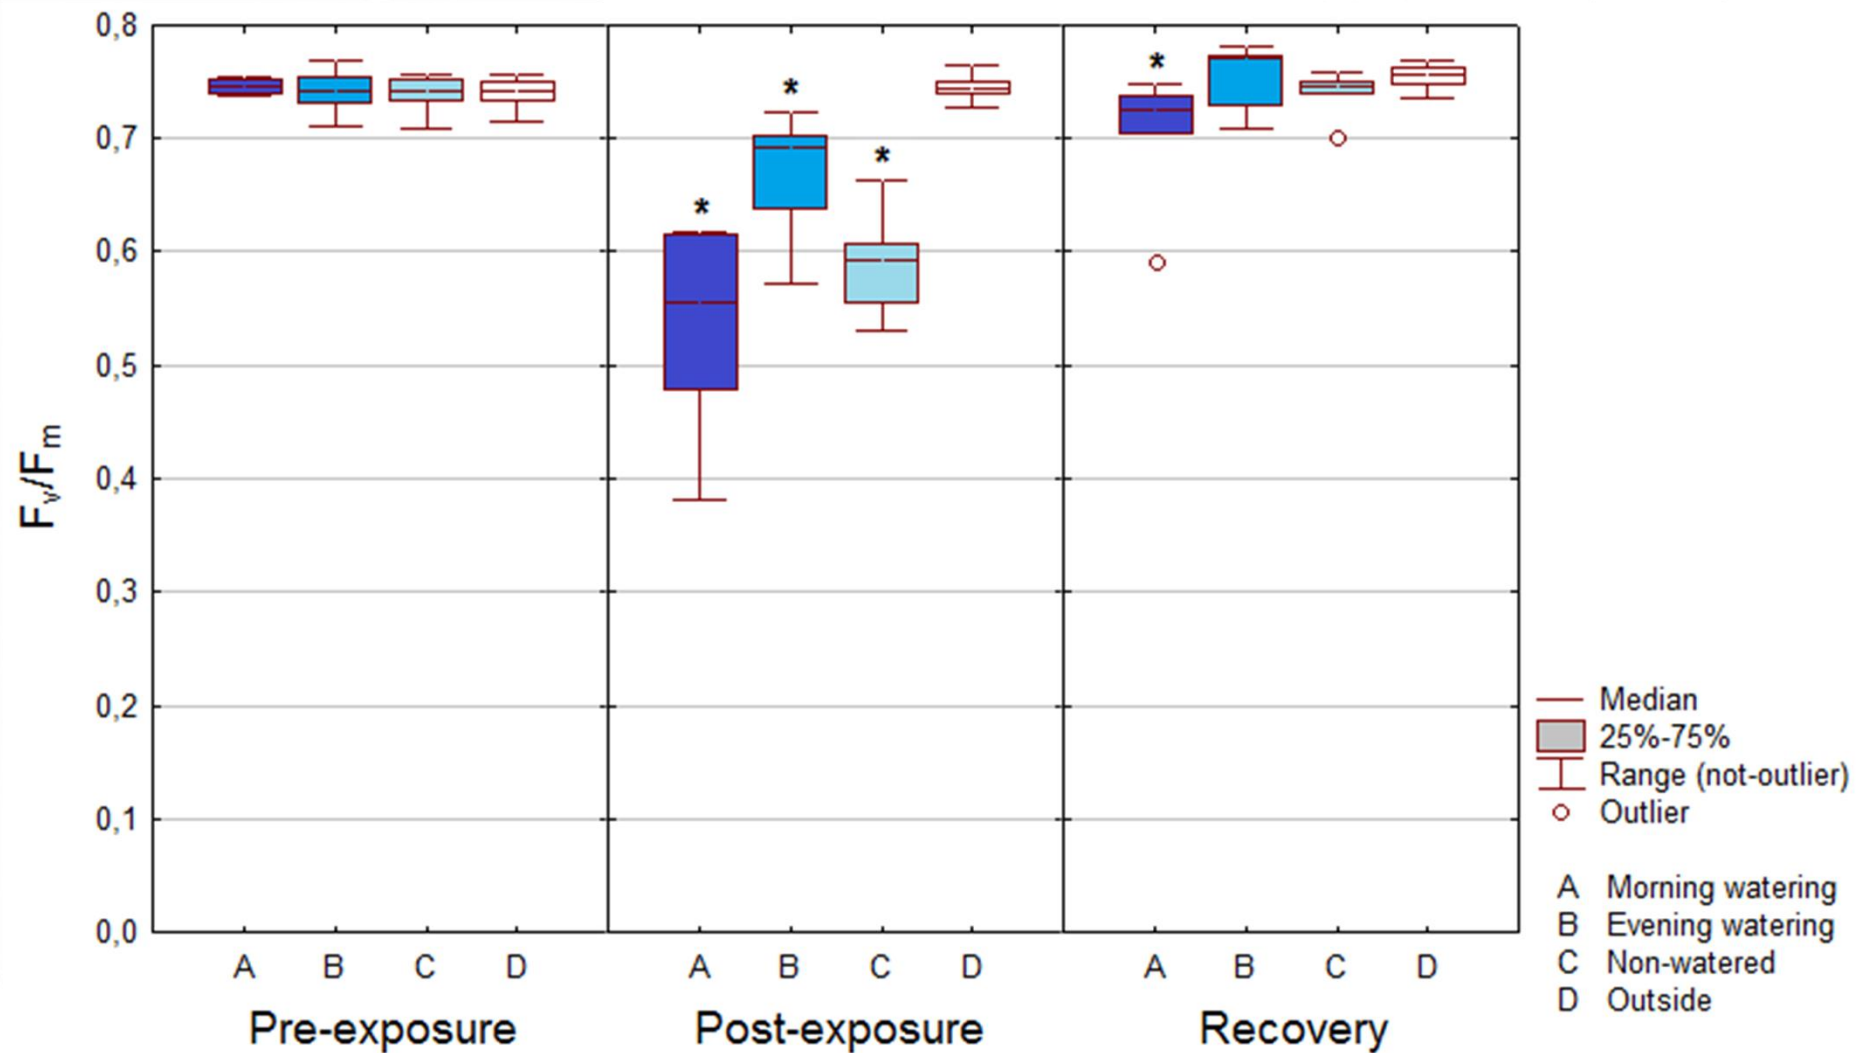 0,8
0,7
0,6
0,5
0,4
0,3
0,2
0,1
0,0
Fv/Fm
*
*
*
*
A B C D
A B C D
A B C D
Pre-exposure
Post-exposure
Recovery
Median
25%-75%
Range (not-outlier)
Outlier
A Morning watering
B Evening watering
C Non-watered
D Outside